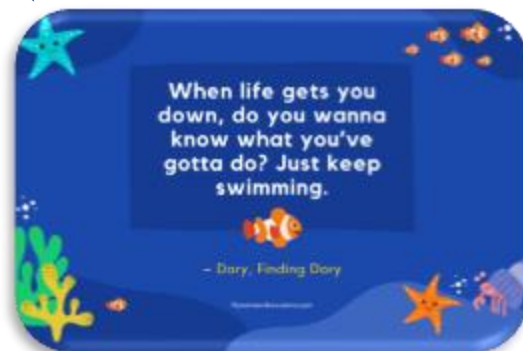 When life gets you
down, do you wanna
know what you've
gotta do? Just keep
swimming.
– Dory, Finding Dory